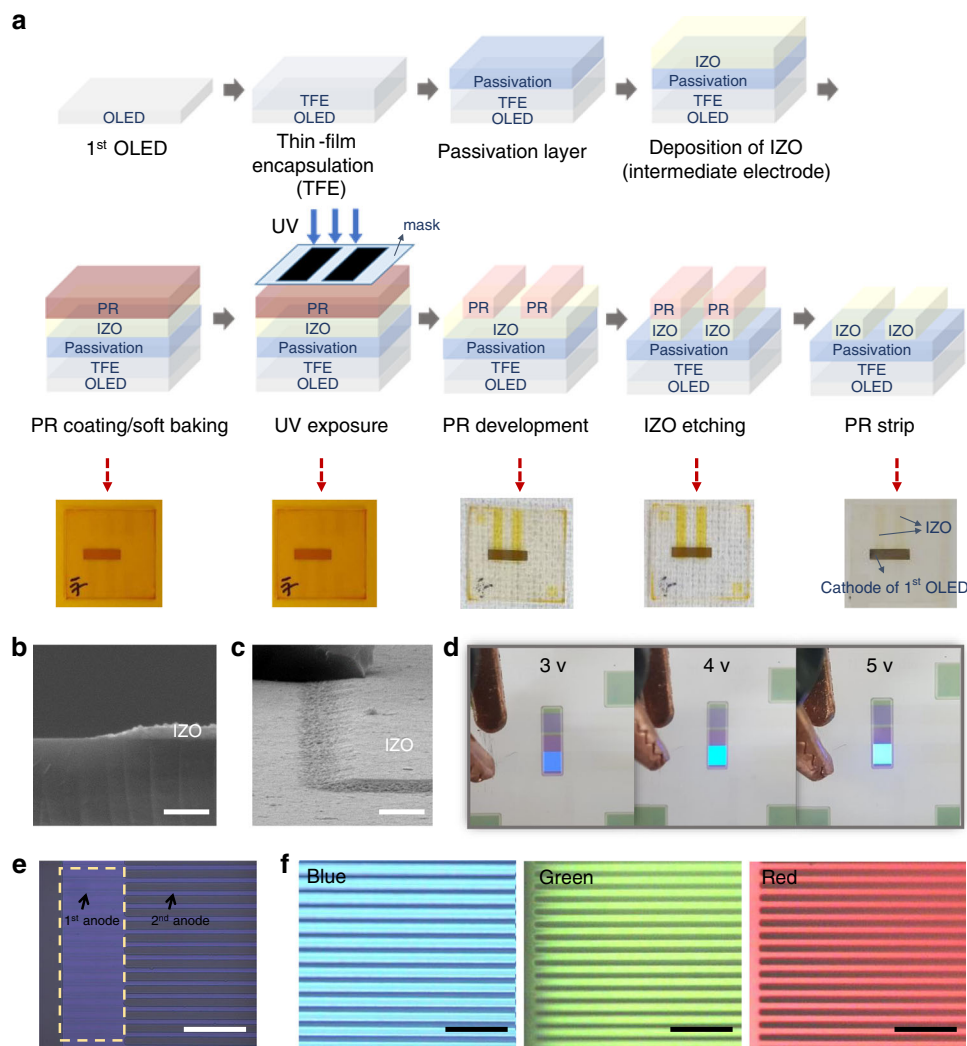 a
OLED
TFE
OLED
Passivation
TFE
OLED
IZO
Passivation
TFE
OLED
1st OLED
Thin -film
encapsulation
(TFE)
Passivation layer
Deposition of IZO
(intermediate electrode)
UV
mask
PR
IZO
Passivation
TFE
OLED
PR
IZO
Passivation
TFE
OLED
PR
PR
IZO
Passivation
TFE
OLED
PR
PR
IZO
IZO
Passivation
TFE
OLED
IZO
IZO
Passivation
TFE
OLED
PR coating/soft baking
UV exposure
PR development
IZO etching
PR strip
IZO
Cathode of 1st OLED
b
IZO
c
IZO
d
3 v
4 v
5 v
e
1st anode
2nd anode
f
Blue
Green
Red